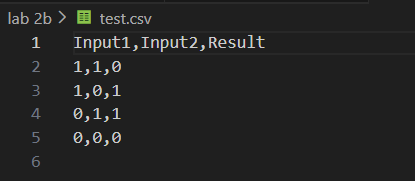 lab 2b > test.csv
1 Input1,Input2,Result
2 1,1,0
3 1,0,1
4 0,1,1
5 0,0,0
6